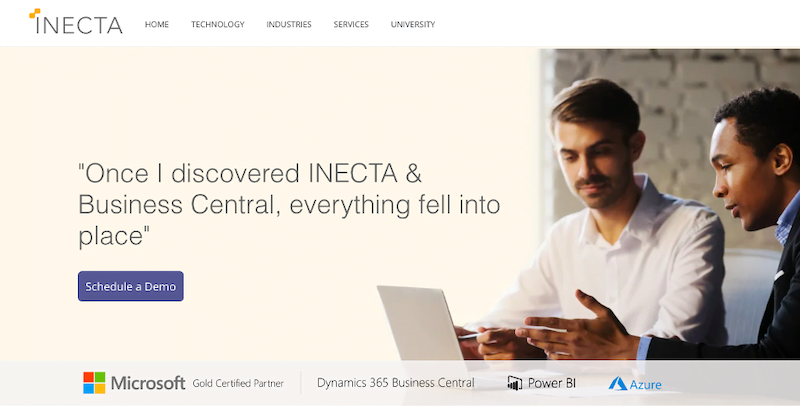 INECTA HOME TECHNOLOGY INDUSTRIES SERVICES UNIVERSITY
"Once I discovered INECTA &
Business Central, everything fell into
place"
Schedule a Demo
Microsoft Gold Certified Partner Dynamics 365 Business Central Power BI Azure